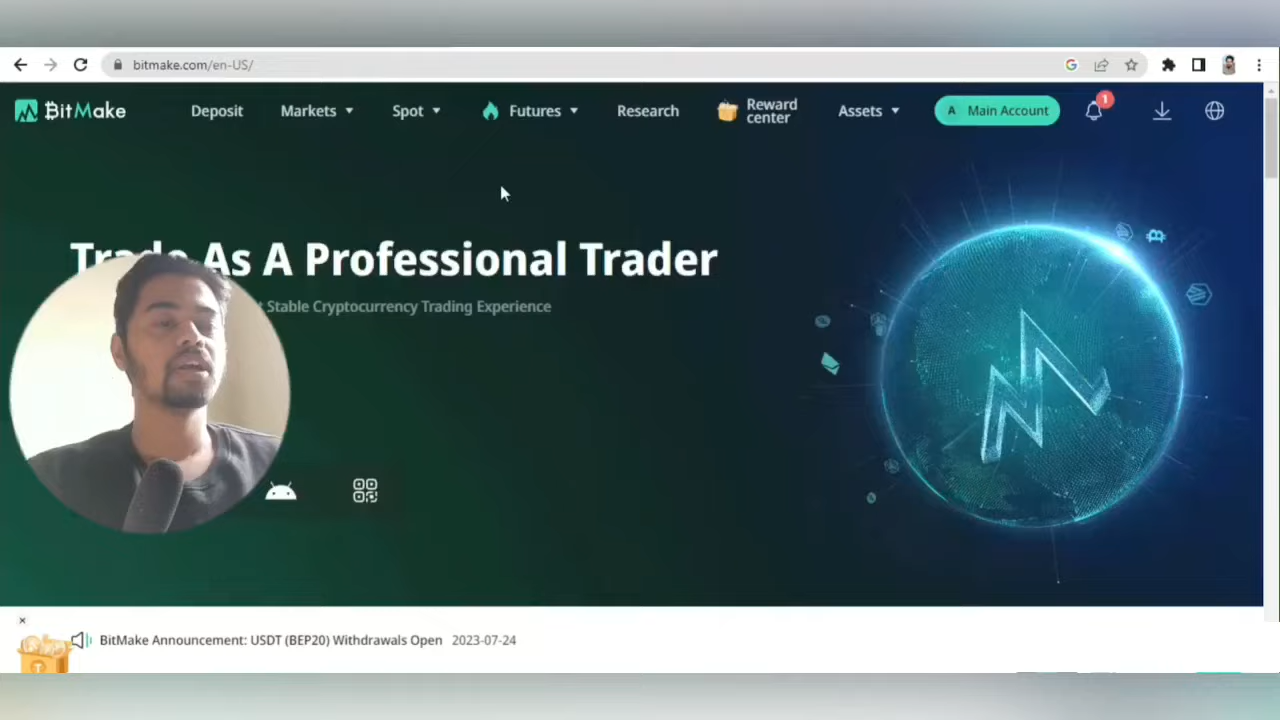 bitmake.com/en-US/
BitMake
Deposit
Markets
Spot
Futures
Research
Reward center
Assets
A Main Account
1
Trade As A Professional Trader
t Stable Cryptocurrency Trading Experience
BitMake Announcement: USDT (BEP20) Withdrawals Open 2023-07-24